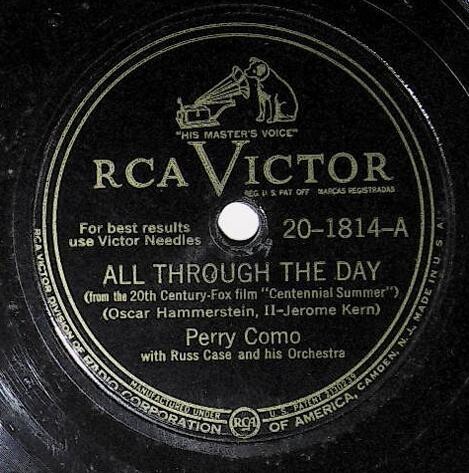 "HIS MASTER'S VOICE"
RCA VICTOR
REG. U.S. PAT. OFF. MARCAS REGISTRADAS
For best results
use Victor Needles
20-1814-A
ALL THROUGH THE DAY
(from the 20th Century-Fox film "Centennial Summer")
(Oscar Hammerstein, II-Jerome Kern)
Perry Como
with Russ Case and his Orchestra
MANUFACTURED UNDER
RCA
U.S. PATENT
RCA VICTOR DIVISION OF RADIO CORPORATION OF AMERICA, CAMDEN, N.J. MADE IN U.S.A.